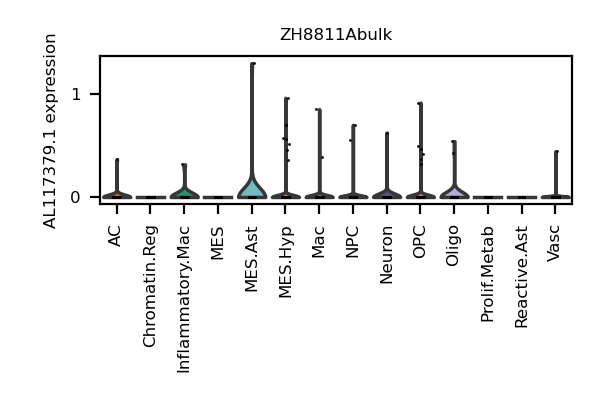 ZH8811Abulk
AL117379.1 expression
1
0
AC
Chromatin.Reg
Inflammatory.Mac
MES
MES.Ast
MES.Hyp
Mac
NPC
Neuron
OPC
Oligo
Prolif.Metab
Reactive.Ast
Vasc